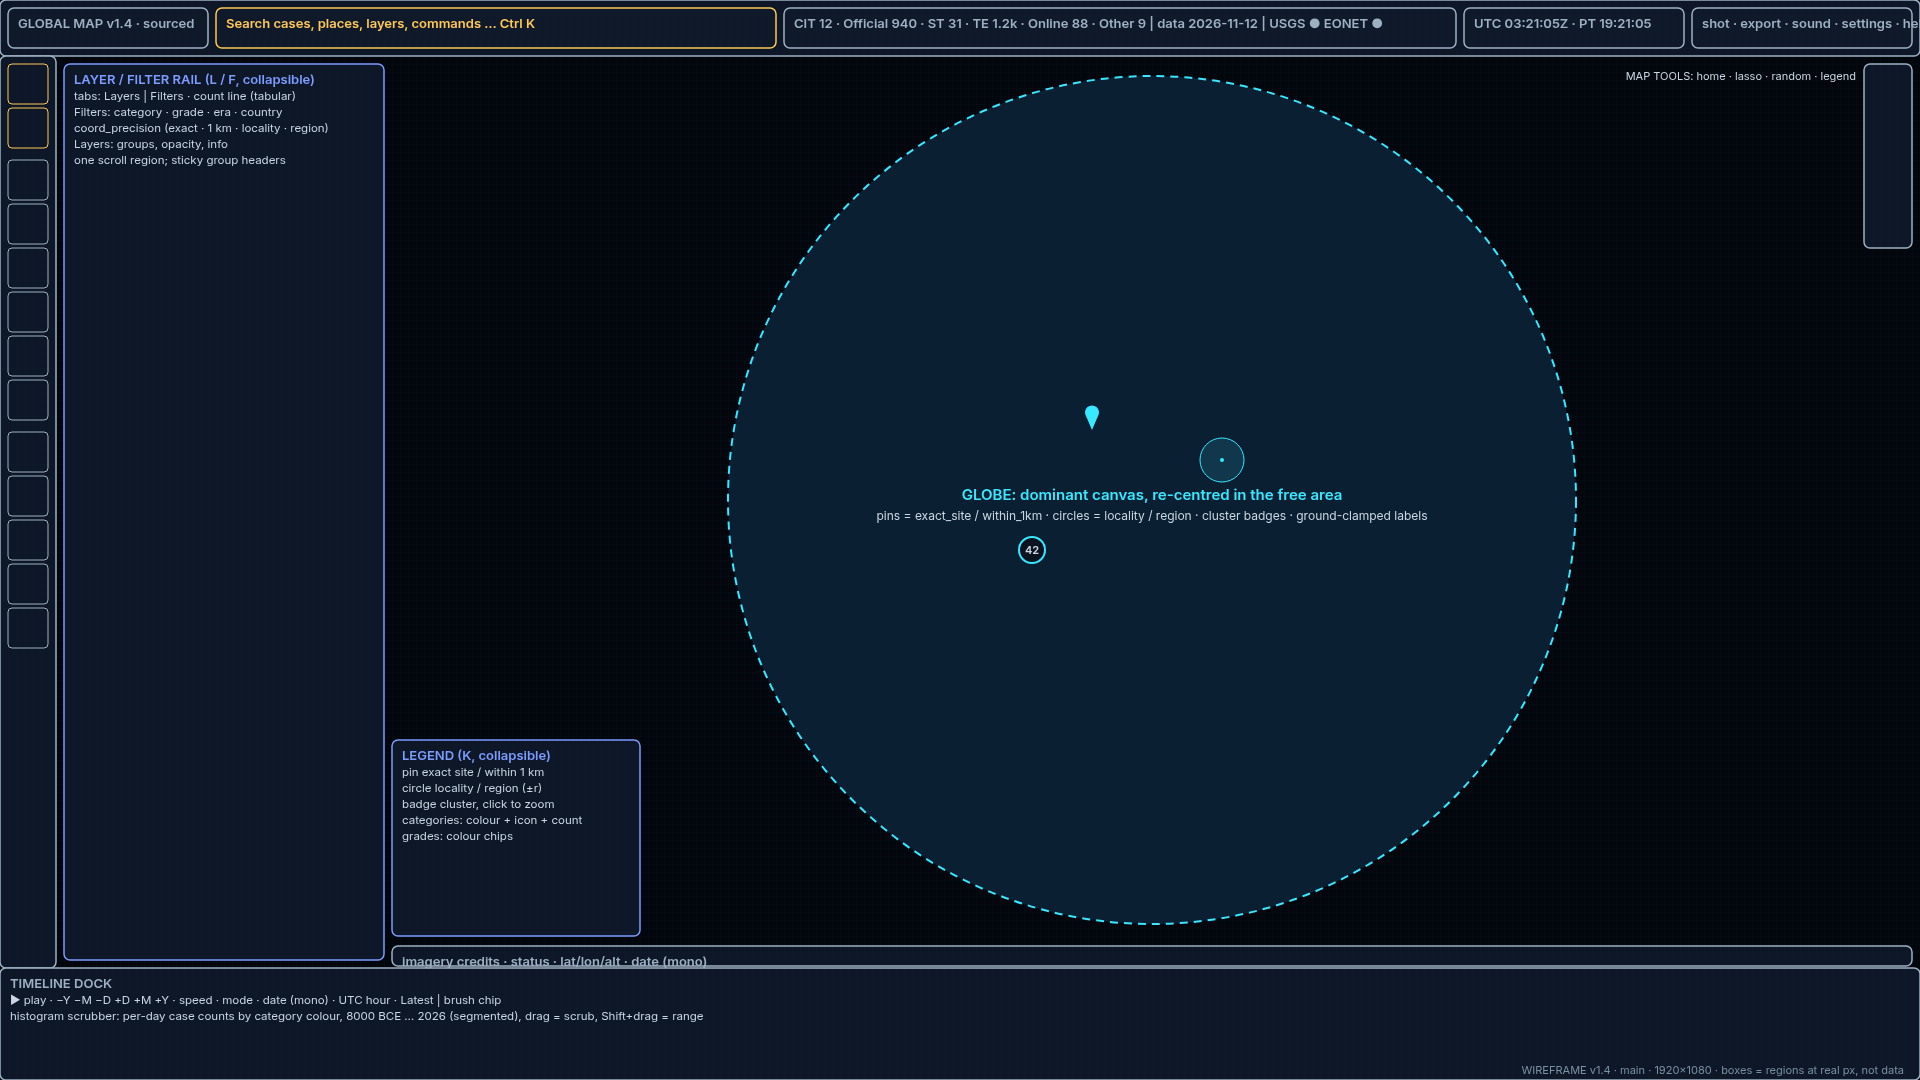 GLOBAL MAP v1.4 · sourced
Search cases, places, layers, commands … Ctrl K
CIT 12 · Official 940 · ST 31 · TE 1.2k · Online 88 · Other 9 | data 2026-11-12 | USGS ● EONET ●
UTC 03:21:05Z · PT 19:21:05
shot · export · sound · settings · he
LAYER / FILTER RAIL (L / F, collapsible)
tabs: Layers | Filters · count line (tabular)
Filters: category · grade · era · country
coord_precision (exact · 1 km · locality · region)
Layers: groups, opacity, info
one scroll region; sticky group headers
MAP TOOLS: home · lasso · random · legend
GLOBE: dominant canvas, re-centred in the free area
pins = exact_site / within_1km · circles = locality / region · cluster badges · ground-clamped labels
42
LEGEND (K, collapsible)
pin exact site / within 1 km
circle locality / region (±r)
badge cluster, click to zoom
categories: colour + icon + count
grades: colour chips
Imagery credits · status · lat/lon/alt · date (mono)
TIMELINE DOCK
▶ play · −Y −M −D +D +M +Y · speed · mode · date (mono) · UTC hour · Latest | brush chip
histogram scrubber: per-day case counts by category colour, 8000 BCE … 2026 (segmented), drag = scrub, Shift+drag = range
WIREFRAME v1.4 · main · 1920×1080 · boxes = regions at real px, not data